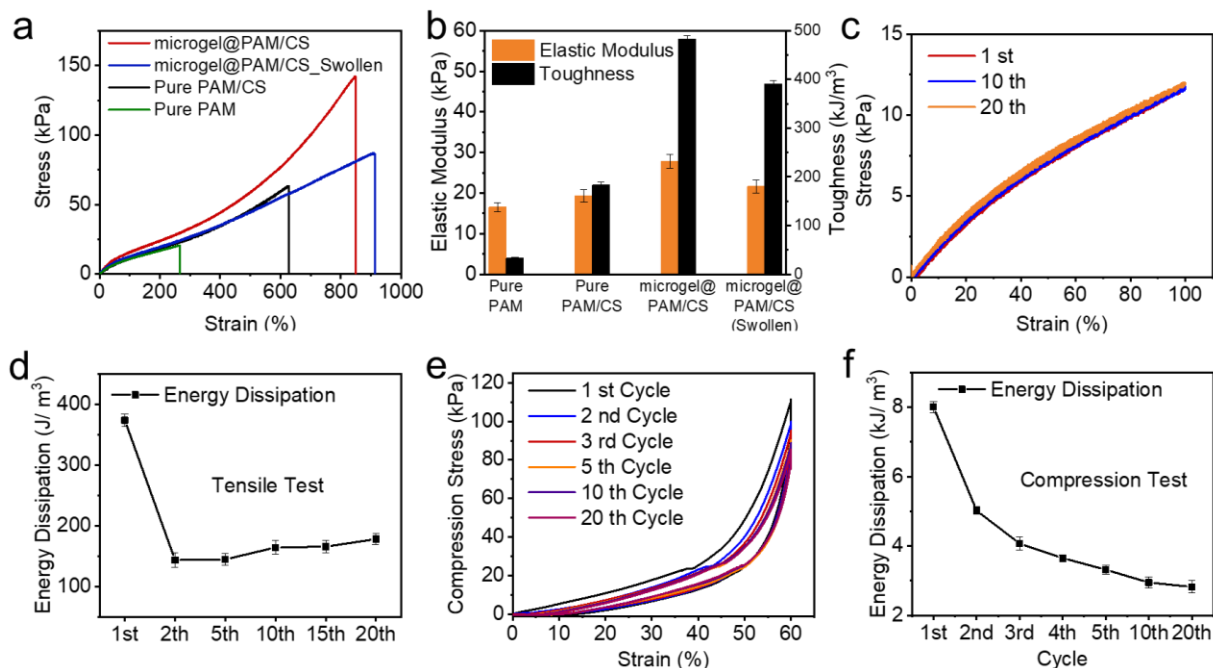 a
microgel@PAM/CS
microgel@PAM/CS_Swollen
Pure PAM/CS
Pure PAM
150
125
100
75
50
25
0
Stress (kPa)
0 200 400 600 800 1000
Strain (%)
b
Elastic Modulus
Toughness
60
50
40
30
20
10
0
Elastic Modulus (kPa)
500
400
300
200
100
0
Toughness (kJ/m³)
Pure PAM
Pure PAM/CS
microgel@ PAM/CS
microgel@ PAM/CS (Swollen)
c
1 st
10 th
20 th
15
10
5
0
Stress (kPa)
0 20 40 60 80 100
Strain (%)
d
Energy Dissipation
400
300
200
100
Energy Dissipation (J/ m³)
Tensile Test
1st 2th 5th 10th 15th 20th
e
1 st Cycle
2 nd Cycle
3 rd Cycle
5 th Cycle
10 th Cycle
20 th Cycle
120
100
80
60
40
20
0
Compression Stress (kPa)
0 10 20 30 40 50 60
Strain (%)
f
Energy Dissipation
8
6
4
2
Energy Dissipation (kJ/ m³)
Compression Test
1st 2nd 3rd 4th 5th 10th 20th
Cycle